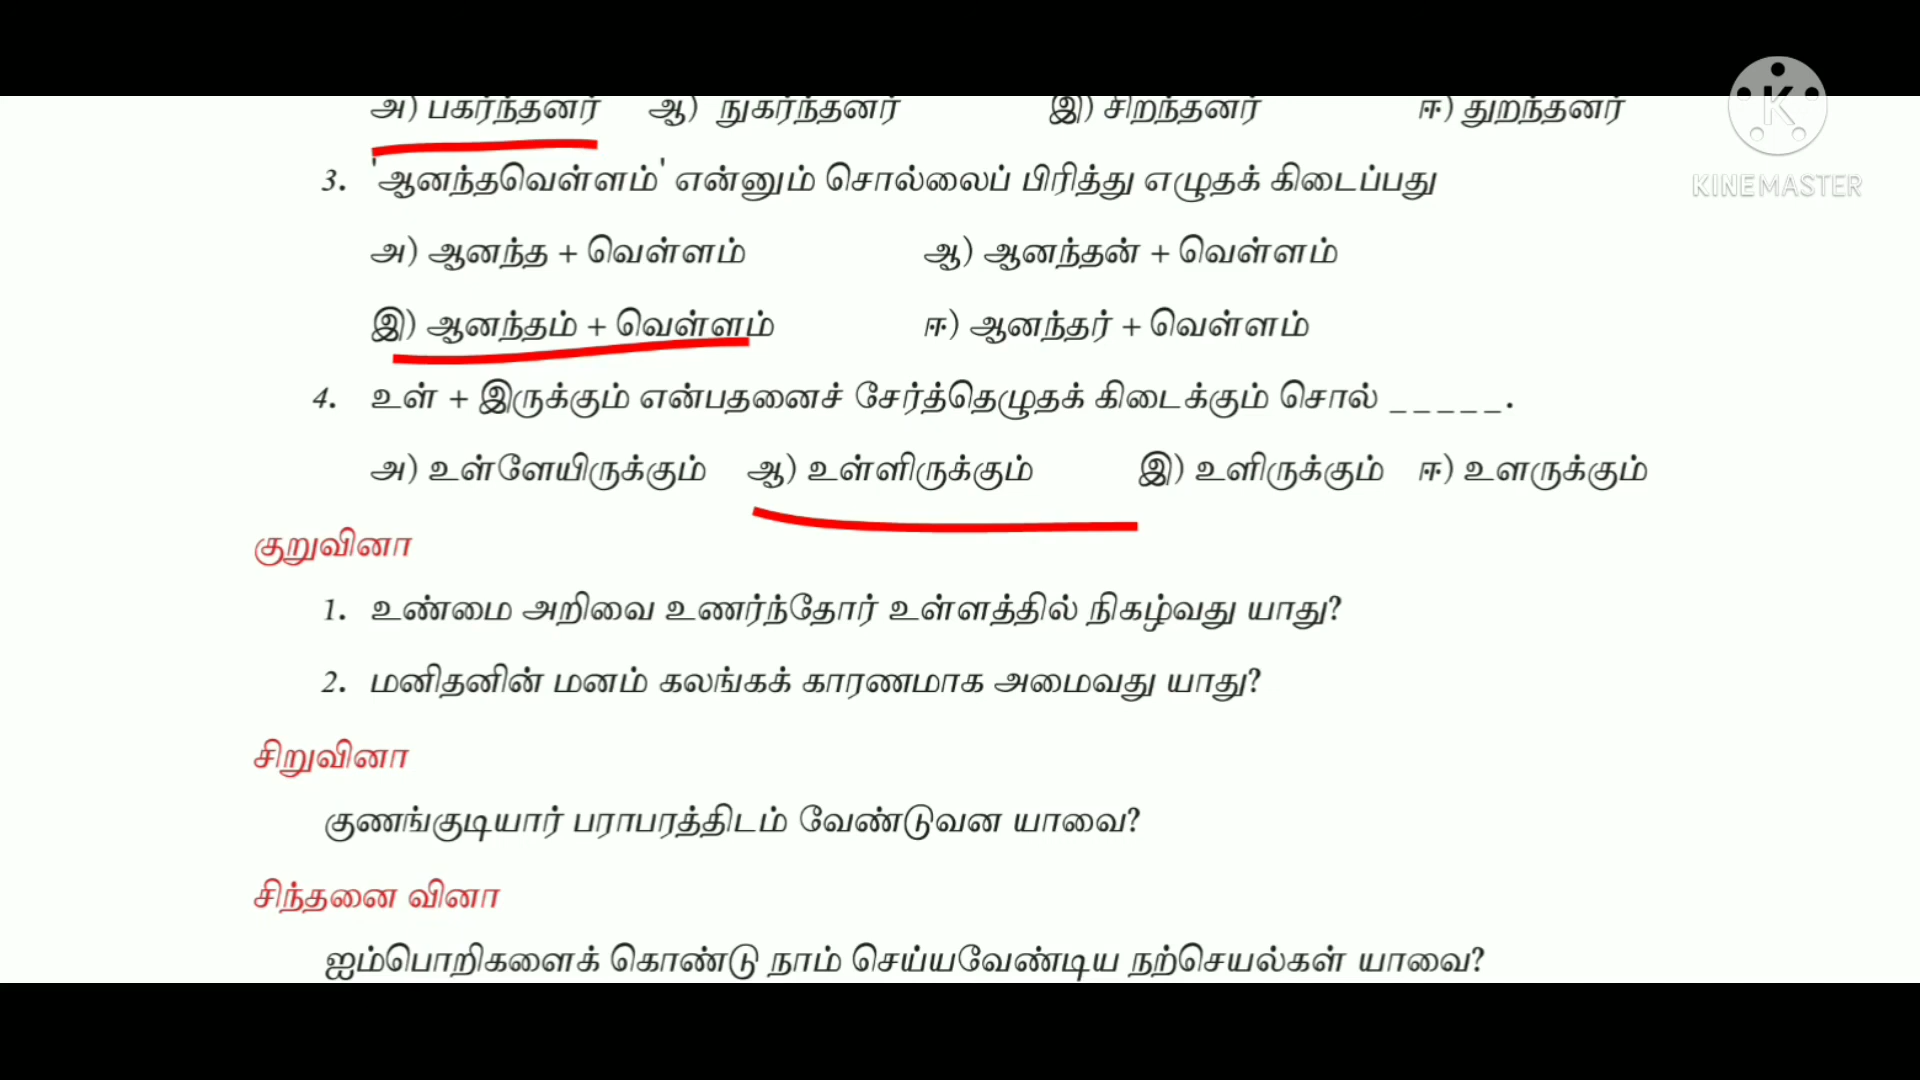 அ) பகர்ந்தனர் ஆ) நுகர்ந்தனர் இ) சிறந்தனர் ஈ) துறந்தனர்
KINEMASTER
3. 'ஆனந்தவெள்ளம்' என்னும் சொல்லைப் பிரித்து எழுதக் கிடைப்பது
அ) ஆனந்த + வெள்ளம் ஆ) ஆனந்தன் + வெள்ளம்
இ) ஆனந்தம் + வெள்ளம் ஈ) ஆனந்தர் + வெள்ளம்
4. உள் + இருக்கும் என்பதனைச் சேர்த்தெழுதக் கிடைக்கும் சொல் _ _ _ _ _.
அ) உள்ளேயிருக்கும் ஆ) உள்ளிருக்கும் இ) உளிருக்கும் ஈ) உளருக்கும்
குறுவினா
1. உண்மை அறிவை உணர்ந்தோர் உள்ளத்தில் நிகழ்வது யாது?
2. மனிதனின் மனம் கலங்கக் காரணமாக அமைவது யாது?
சிறுவினா
குணங்குடியார் பராபரத்திடம் வேண்டுவன யாவை?
சிந்தனை வினா
ஐம்பொறிகளைக் கொண்டு நாம் செய்யவேண்டிய நற்செயல்கள் யாவை?